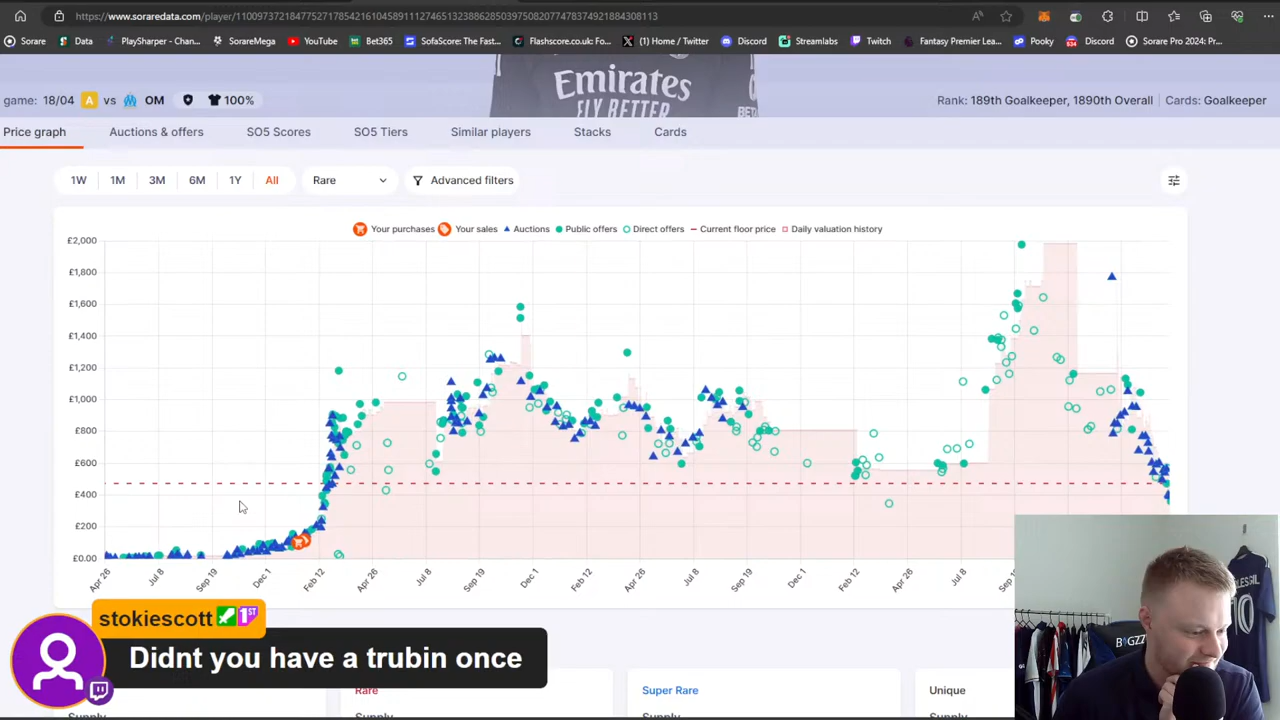 https://www.soraredata.com/player/11009737218477527178542161045891112746513238862850397508207747837492188430811​3
Sorare
Data
PlaySharper - Chan...
SorareMega
YouTube
Bet365
SofaScore: The Fast...
Flashscore.co.uk: Fo...
(1) Home / Twitter
Discord
Streamlabs
Twitch
Fantasy Premier Lea...
Pooky
634
Discord
Sorare Pro 2024: Pr...
Emirates
FLY BETTER
game: 18/04 A vs OM 100%
Rank: 189th Goalkeeper, 1890th Overall | Cards: Goalkeeper
Price graph
Auctions & offers
SO5 Scores
SO5 Tiers
Similar players
Stacks
Cards
1W
1M
3M
6M
1Y
All
Rare
Advanced filters
Your purchases
Your sales
Auctions
Public offers
Direct offers
Current floor price
Daily valuation history
£2,000
£1,800
£1,600
£1,400
£1,200
£1,000
£800
£600
£400
£200
£0.00
Apr 26
Jul 8
Sep 19
Dec 1
Feb 12
Apr 26
Jul 8
Sep 19
Dec 1
Feb 12
Apr 26
Jul 8
Sep 19
Dec 1
Feb 12
Apr 26
Jul 8
stokiescott 1ST
Didnt you have a trubin once
Rare
Super Rare
Unique